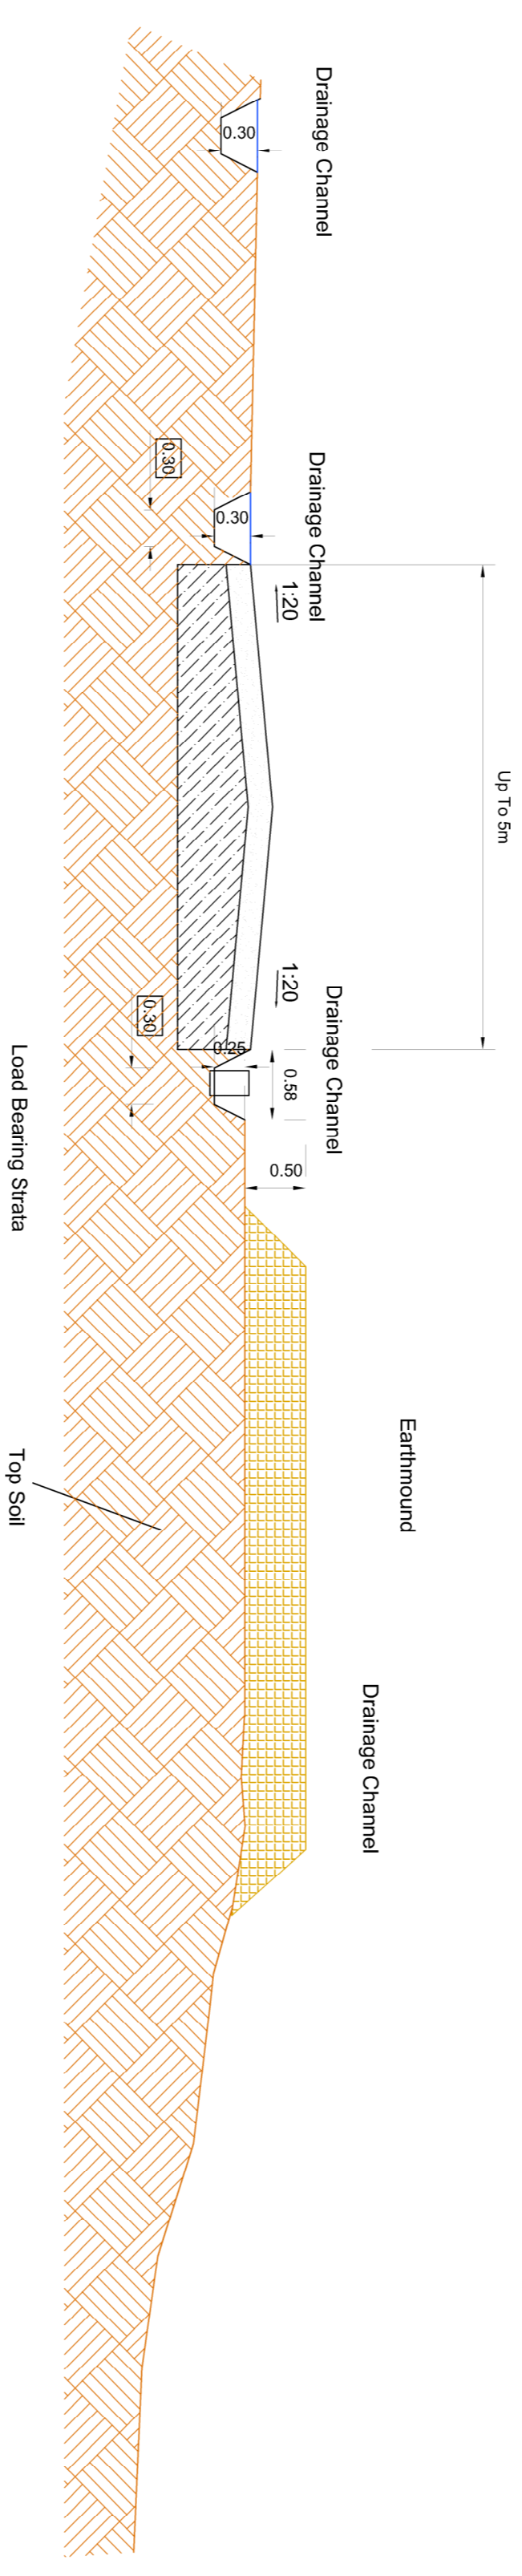 Drainage Channel
0.30
Drainage Channel
0.30
0.30
1:20
Up To 5m
1:20
Drainage Channel
0.30
0.25
0.58
0.50
Load Bearing Strata
Earthmound
Top Soil
Drainage Channel